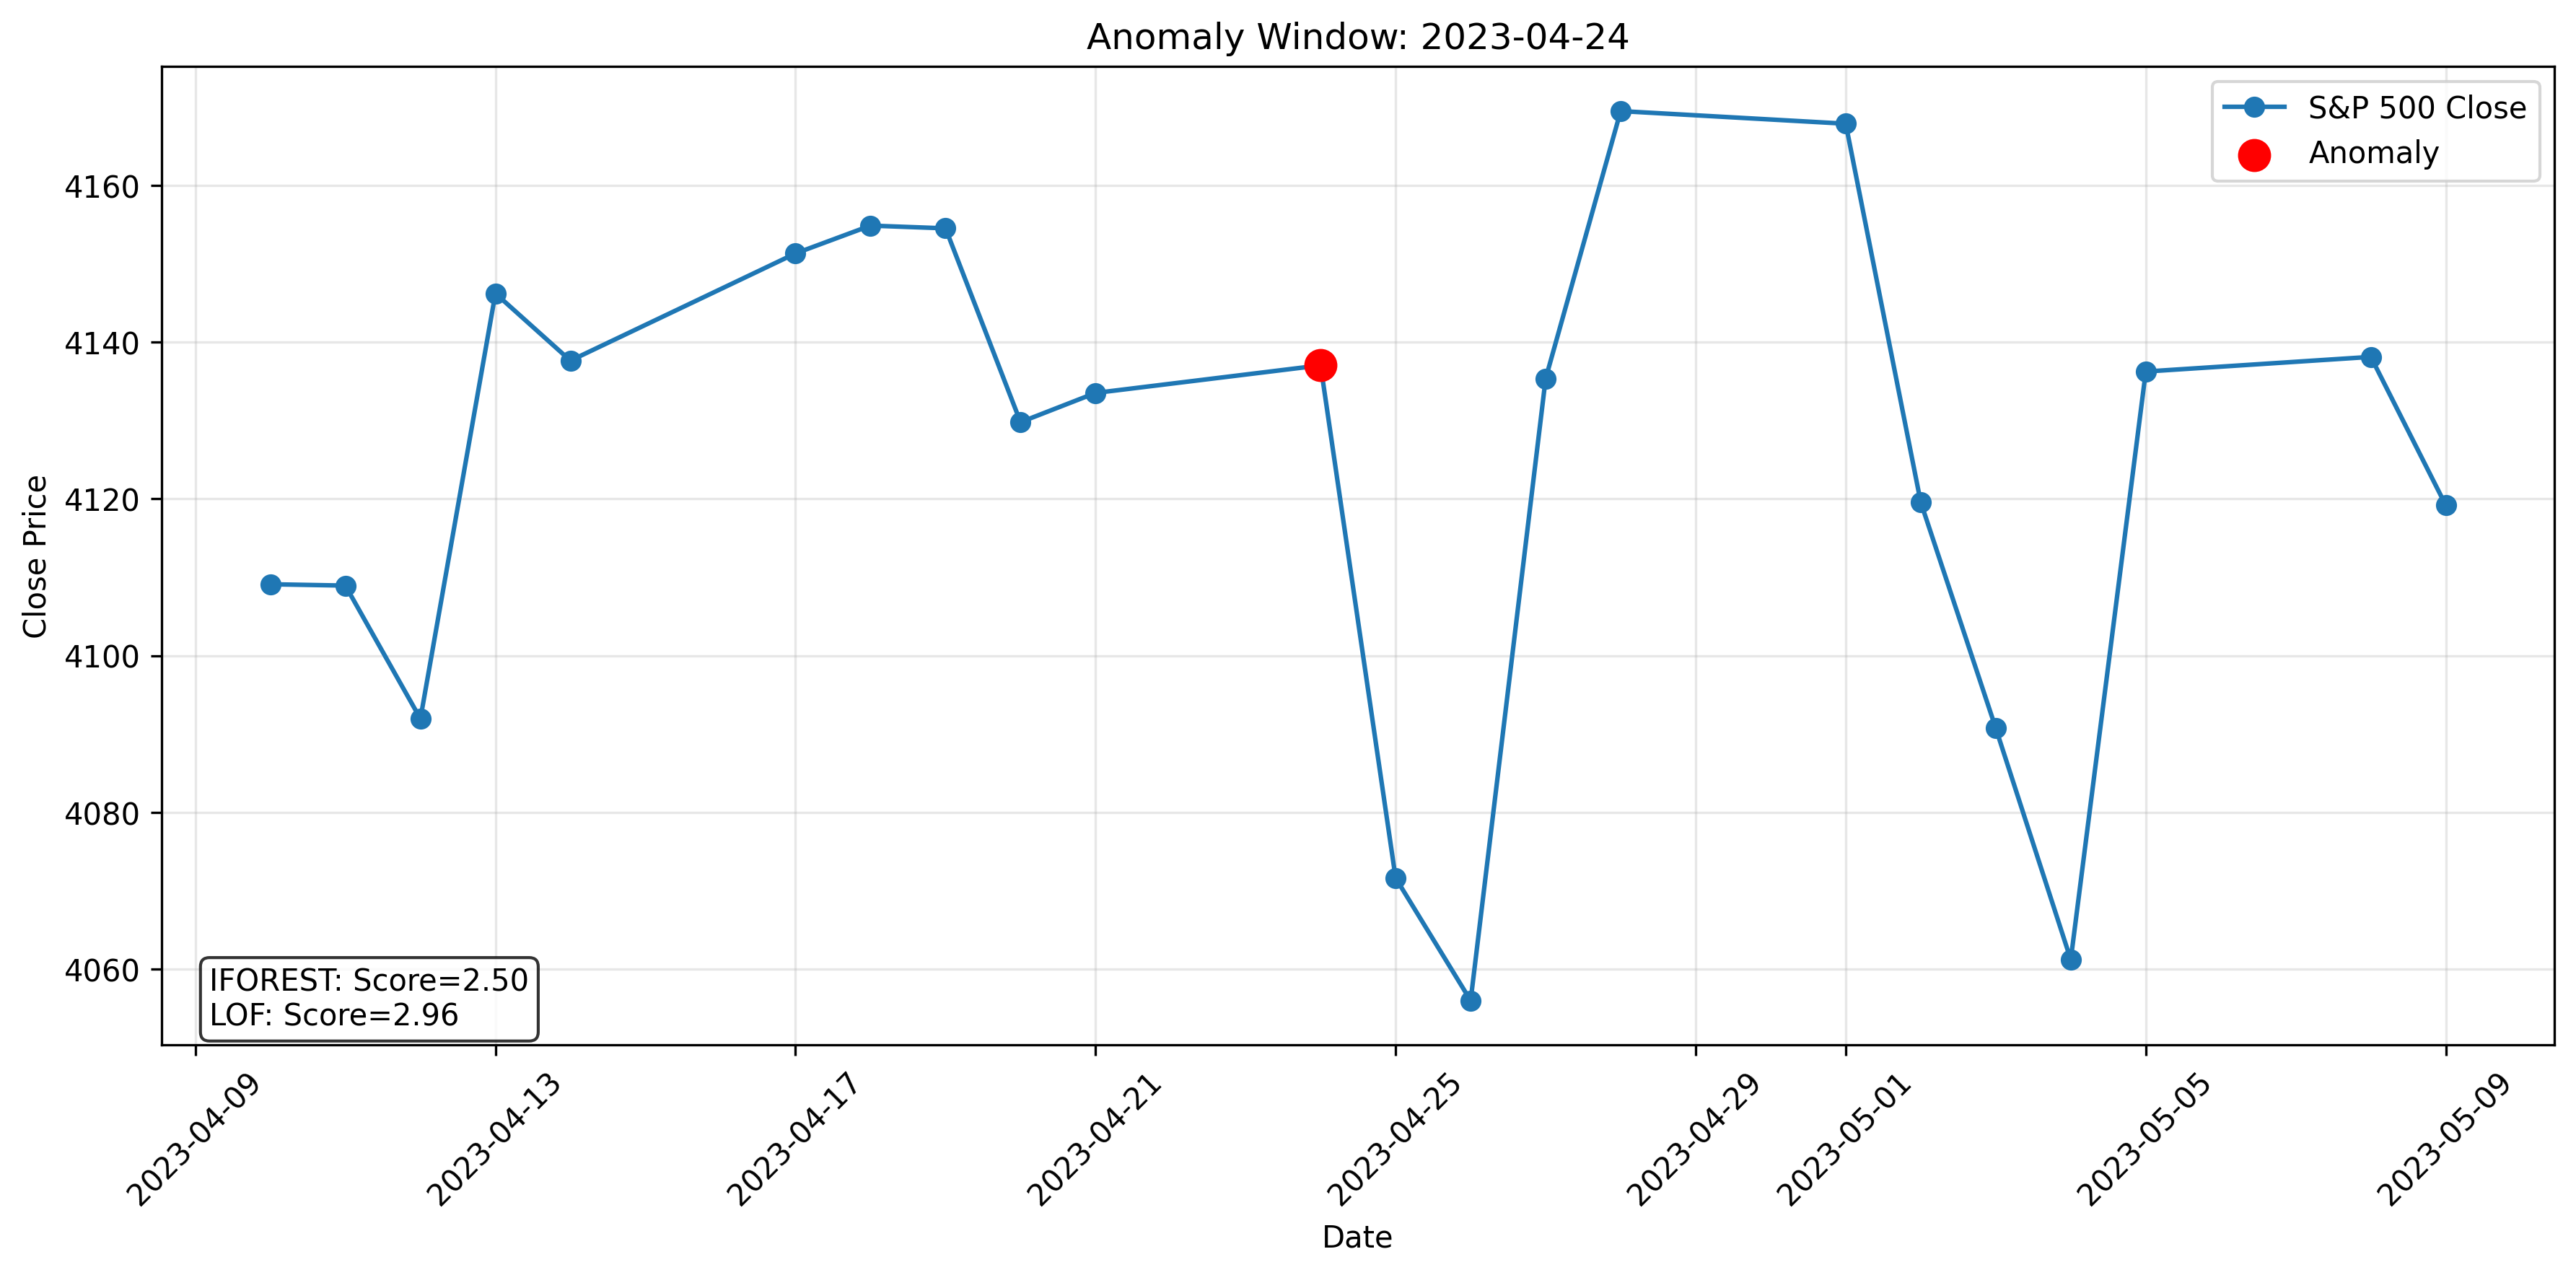 Anomaly Window: 2023-04-24
S&P 500 Close
Anomaly
Close Price
4160
4140
4120
4100
4080
4060
IFOREST: Score=2.50
LOF: Score=2.96
2023-04-09
2023-04-13
2023-04-17
2023-04-21
2023-04-25
2023-04-29
2023-05-01
2023-05-05
2023-05-09
Date